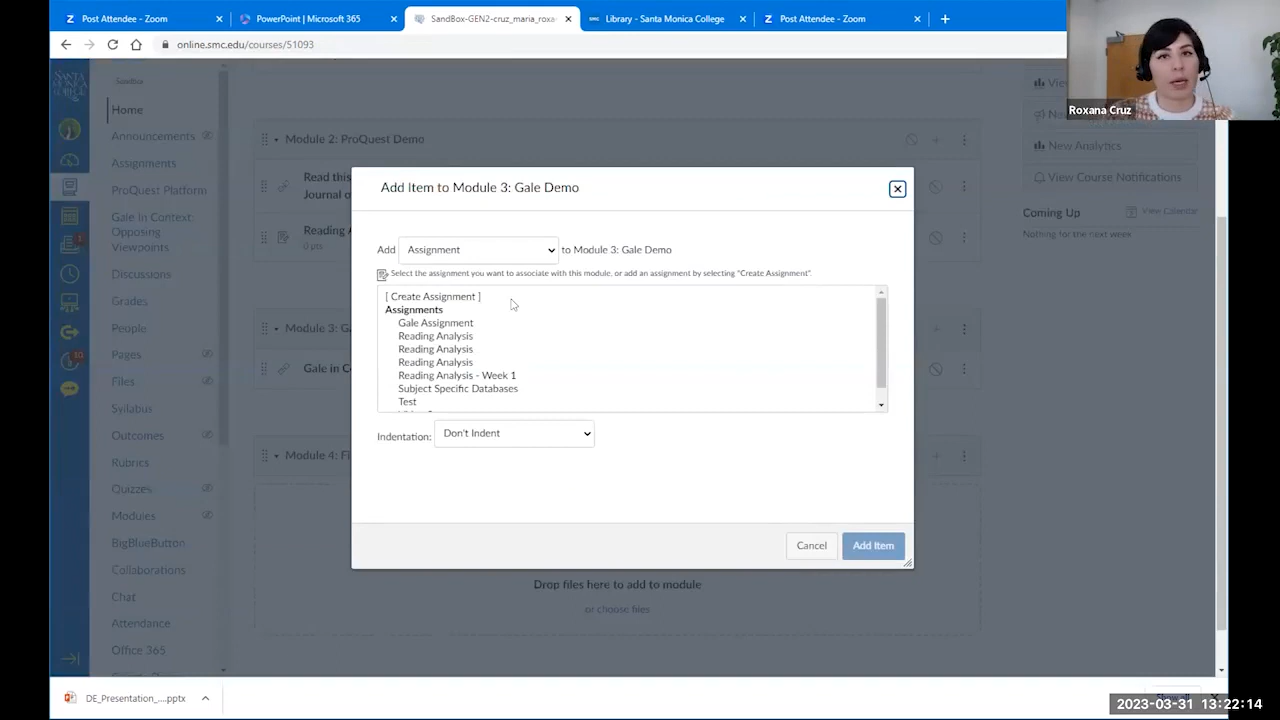 Post Attendee - Zoom
PowerPoint | Microsoft 365
SandBox-GEN2-cruz_maria_roxa
Library - Santa Monica College
Post Attendee - Zoom
online.smc.edu/courses/51093
Roxana Cruz
SANTA MONICA COLLEGE
Sandbox
Home
Announcements
Assignments
ProQuest Platform
Gale In Context:
Opposing
Viewpoints
Discussions
Grades
People
Pages
Files
Syllabus
Outcomes
Rubrics
Quizzes
Modules
BigBlueButton
Collaborations
Chat
Attendance
Office 365
1
10
Module 2: ProQuest Demo
Read this
Journal o
Reading A
0 pts
Module 3: G
Gale in C
Module 4: Fi
Add Item to Module 3: Gale Demo
Add Assignment to Module 3: Gale Demo
Select the assignment you want to associate with this module, or add an assignment by selecting "Create Assignment".
[ Create Assignment ]
Assignments
Gale Assignment
Reading Analysis
Reading Analysis
Reading Analysis
Reading Analysis - Week 1
Subject Specific Databases
Test
Indentation: Don't Indent
Cancel
Add Item
Drop files here to add to module
or choose files
New Analytics
View Course Notifications
Coming Up
View Calendar
Nothing for the next week
DE_Presentation_....pptx
2023-03-31 13:22:14